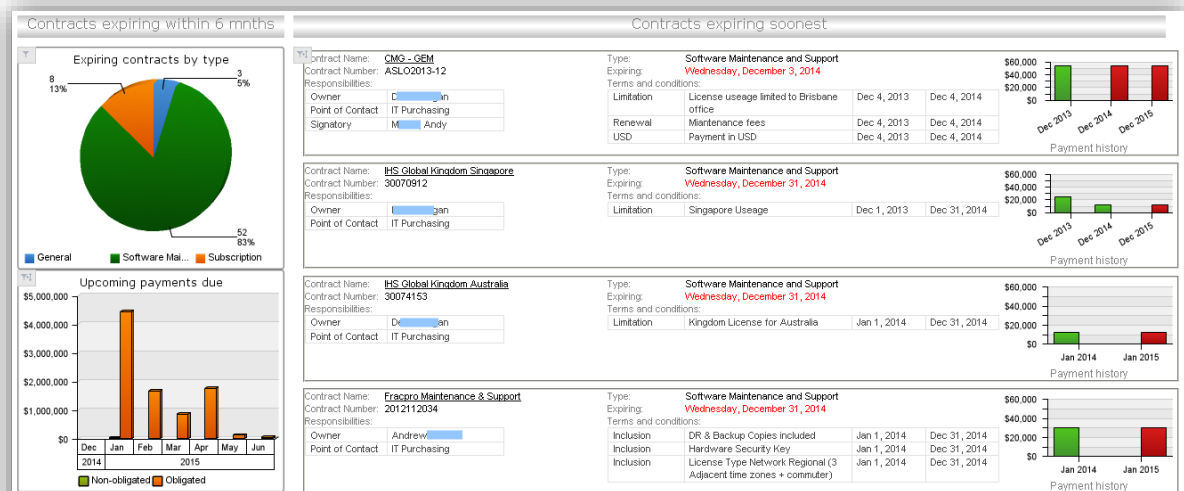 Contracts expiring within 6 mnths
Expiring contracts by type
8
13%
3
5%
52
83%
General Software Mai... Subscription
Upcoming payments due
$5,000,000
$4,000,000
$3,000,000
$2,000,000
$1,000,000
$0
Dec Jan Feb Mar Apr May Jun
2014 2015
Non-obligated Obligated
Contracts expiring soonest
Contract Name: CMG - GEM
Contract Number: ASLO2013-12
Responsibilities:
Owner
Point of Contact IT Purchasing
Signatory Andy
Type: Software Maintenance and Support
Expiring: Wednesday, December 3, 2014
Terms and conditions:
Limitation License useage limited to Brisbane Dec 4, 2013 Dec 4, 2014
office
Renewal Miantenance fees Dec 4, 2013 Dec 4, 2014
USD Payment in USD Dec 4, 2013 Dec 4, 2014
$60,000
$40,000
$20,000
$0
Dec 2013 Dec 2014 Dec 2015
Payment history
Contract Name: IHS Global Kingdom Singapore
Contract Number: 30070912
Responsibilities:
Owner
Point of Contact IT Purchasing
Type: Software Maintenance and Support
Expiring: Wednesday, December 31, 2014
Terms and conditions:
Limitation Singapore Useage Dec 1, 2013 Dec 31, 2014
$60,000
$40,000
$20,000
$0
Dec 2013 Dec 2014 Dec 2015
Payment history
Contract Name: IHS Global Kingdom Australia
Contract Number: 30074153
Responsibilities:
Owner
Point of Contact IT Purchasing
Type: Software Maintenance and Support
Expiring: Wednesday, December 31, 2014
Terms and conditions:
Limitation Kingdom License for Australia Jan 1, 2014 Dec 31, 2014
$60,000
$40,000
$20,000
$0
Jan 2014 Jan 2015
Payment history
Contract Name: Fracpro Maintenance & Support
Contract Number: 2012112034
Responsibilities:
Owner Andrew
Point of Contact IT Purchasing
Type: Software Maintenance and Support
Expiring: Wednesday, December 31, 2014
Terms and conditions:
Inclusion DR & Backup Copies included Jan 1, 2014 Dec 31, 2014
Inclusion Hardware Security Key Jan 1, 2014 Dec 31, 2014
Inclusion License Type Network Regional (3 Jan 1, 2014 Dec 31, 2014
Adjacent time zones + commuter)
$60,000
$40,000
$20,000
$0
Jan 2014 Jan 2015
Payment history